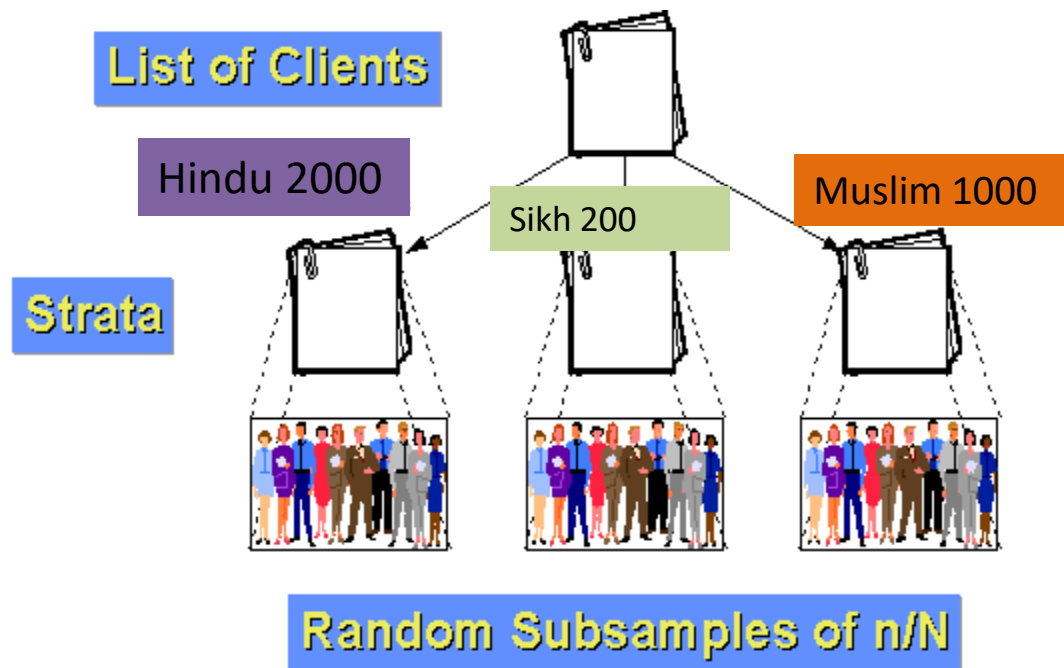 List of Clients
Hindu 2000
Sikh 200
Muslim 1000
Strata
Random Subsamples of n/N